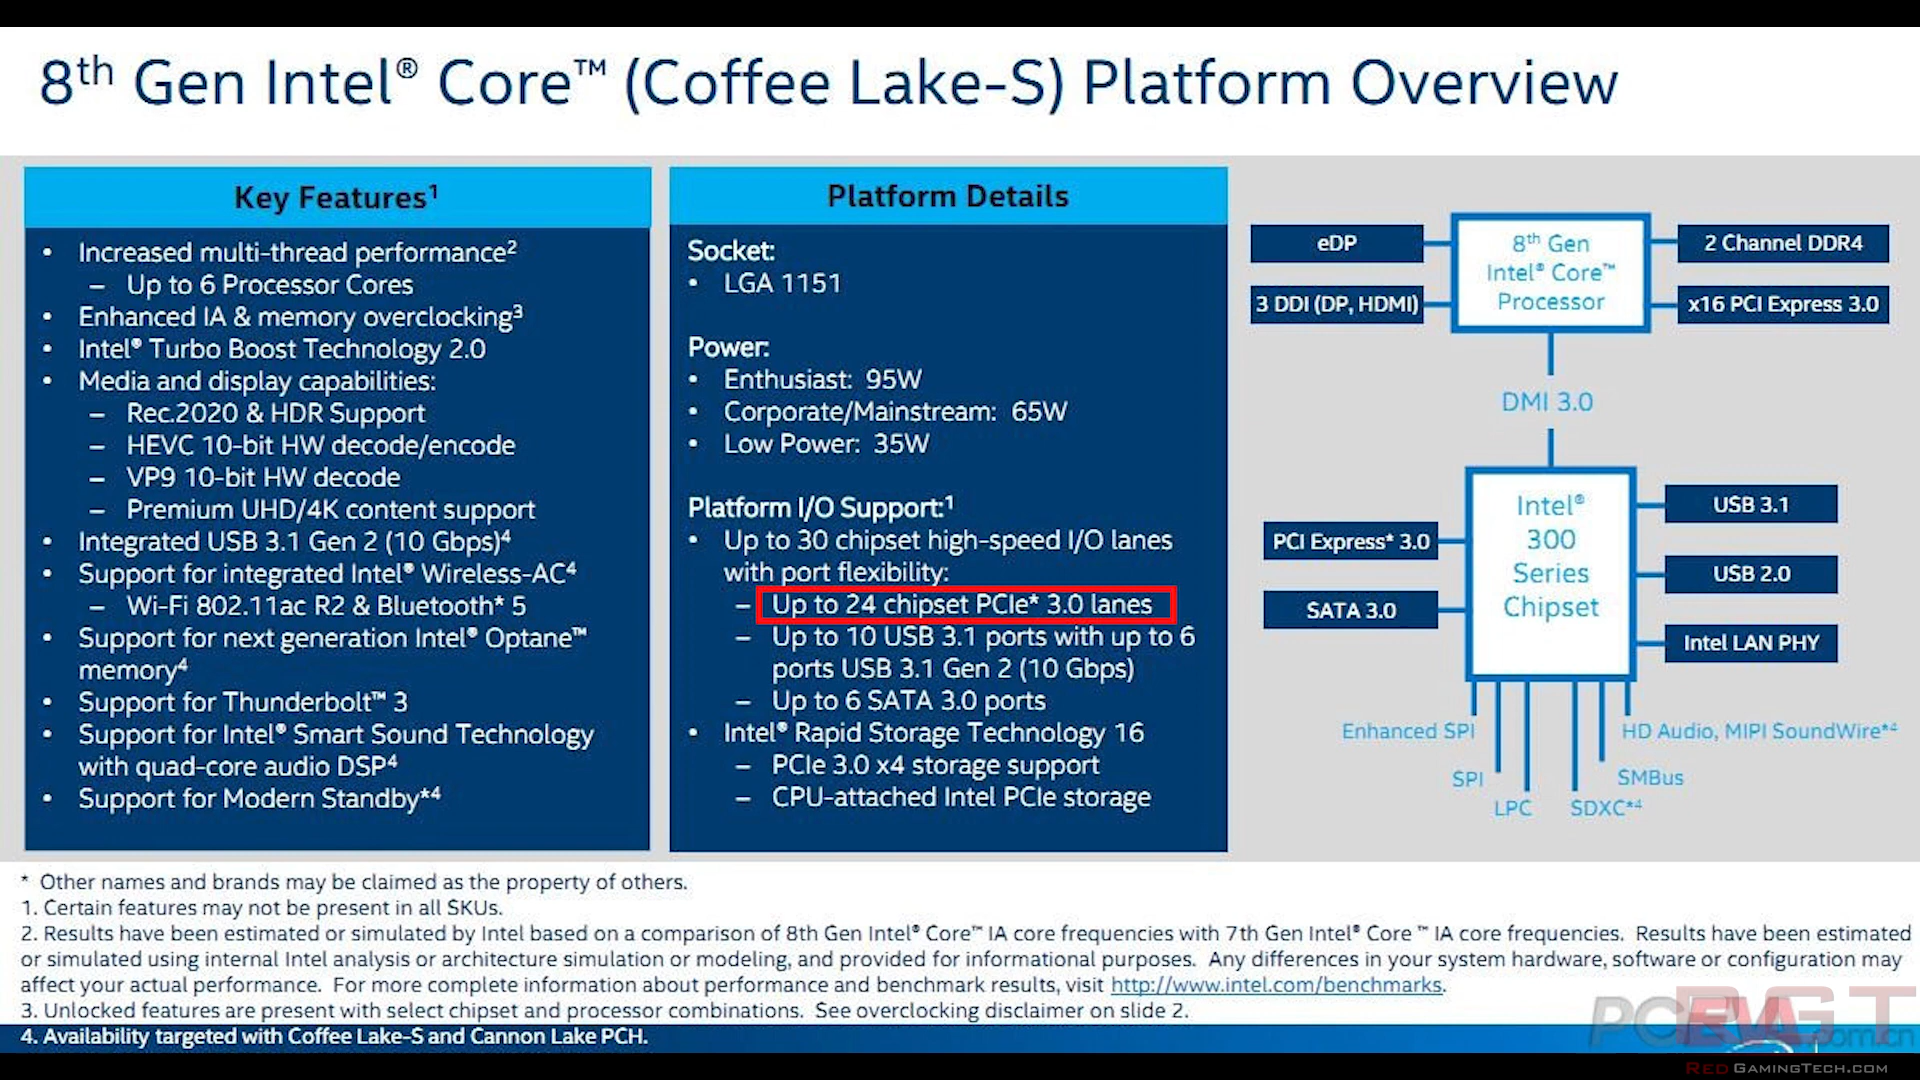 8th Gen Intel® Core™ (Coffee Lake-S) Platform Overview
Key Features1
• Increased multi-thread performance2
– Up to 6 Processor Cores
• Enhanced IA & memory overclocking3
• Intel® Turbo Boost Technology 2.0
• Media and display capabilities:
– Rec.2020 & HDR Support
– HEVC 10-bit HW decode/encode
– VP9 10-bit HW decode
– Premium UHD/4K content support
• Integrated USB 3.1 Gen 2 (10 Gbps)4
• Support for integrated Intel® Wireless-AC4
– Wi-Fi 802.11ac R2 & Bluetooth* 5
• Support for next generation Intel® Optane™
memory4
• Support for Thunderbolt™ 3
• Support for Intel® Smart Sound Technology
with quad-core audio DSP4
• Support for Modern Standby*4
Platform Details
Socket:
• LGA 1151
Power:
• Enthusiast: 95W
• Corporate/Mainstream: 65W
• Low Power: 35W
Platform I/O Support:1
• Up to 30 chipset high-speed I/O lanes
with port flexibility:
– Up to 24 chipset PCIe* 3.0 lanes
– Up to 10 USB 3.1 ports with up to 6
ports USB 3.1 Gen 2 (10 Gbps)
– Up to 6 SATA 3.0 ports
• Intel® Rapid Storage Technology 16
– PCIe 3.0 x4 storage support
– CPU-attached Intel PCIe storage
eDP
3 DDI (DP, HDMI)
8th Gen
Intel® Core™
Processor
2 Channel DDR4
x16 PCI Express 3.0
DMI 3.0
PCI Express* 3.0
SATA 3.0
Intel®
300
Series
Chipset
USB 3.1
USB 2.0
Intel LAN PHY
Enhanced SPI
SPI
LPC
SDXC*4
SMBus
HD Audio, MIPI SoundWire*4
* Other names and brands may be claimed as the property of others.
1. Certain features may not be present in all SKUs.
2. Results have been estimated or simulated by Intel based on a comparison of 8th Gen Intel® Core™ IA core frequencies with 7th Gen Intel® Core ™ IA core frequencies. Results have been estimated
or simulated using internal Intel analysis or architecture simulation or modeling, and provided for informational purposes. Any differences in your system hardware, software or configuration may
affect your actual performance. For more complete information about performance and benchmark results, visit http://www.intel.com/benchmarks.
3. Unlocked features are present with select chipset and processor combinations. See overclocking disclaimer on slide 2.
4. Availability targeted with Coffee Lake-S and Cannon Lake PCH.
RGT
.com.cn
REDGAMINGTECH.COM